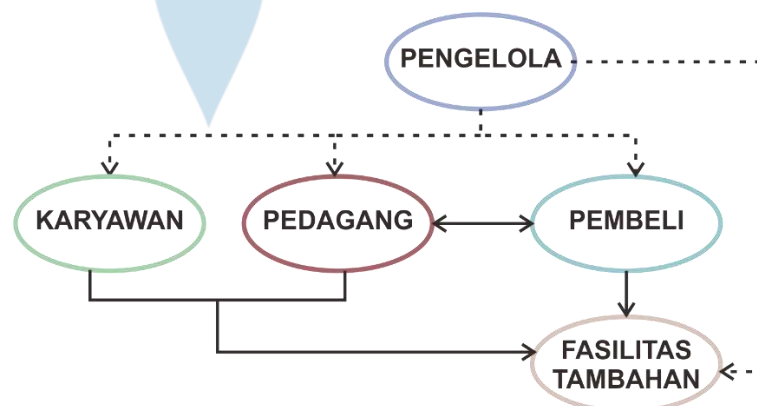 PENGELOLA
KARYAWAN
PEDAGANG
PEMBELI
FASILITAS
TAMBAHAN